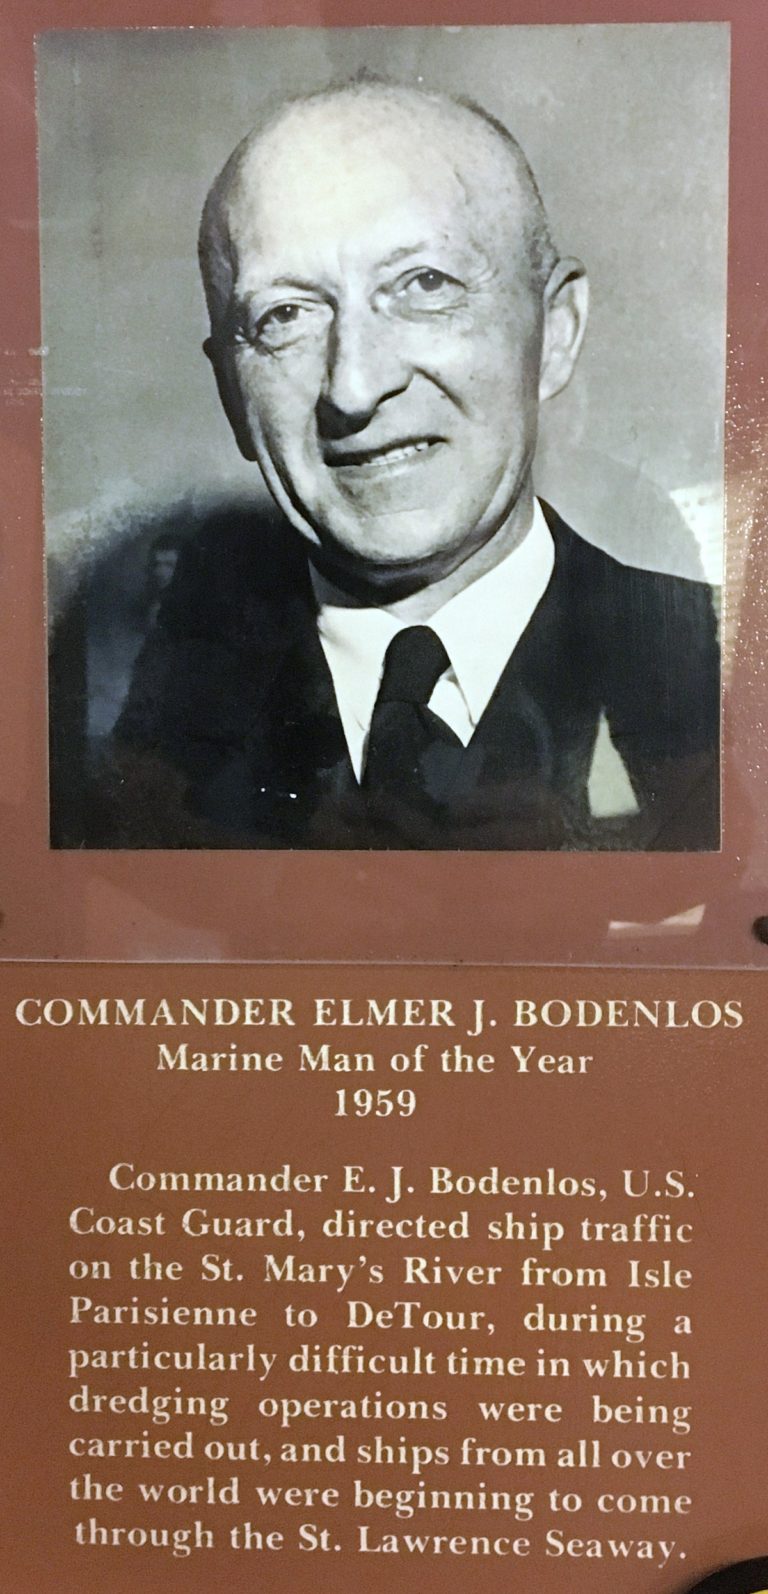 COMMANDER ELMER J. BODENLOS
Marine Man of the Year
1959
Commander E. J. Bodenlos, U.S.
Coast Guard, directed ship traffic
on the St. Mary's River from Isle
Parisienne to DeTour, during a
particularly difficult time in which
dredging operations were being
carried out, and ships from all over
the world were beginning to come
through the St. Lawrence Seaway.